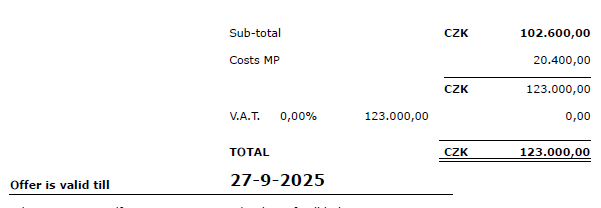 Sub-total CZK 102.600,00
Costs MP 20.400,00
CZK 123.000,00
V.A.T. 0,00% 123.000,00 0,00
TOTAL CZK 123.000,00
Offer is valid till 27-9-2025